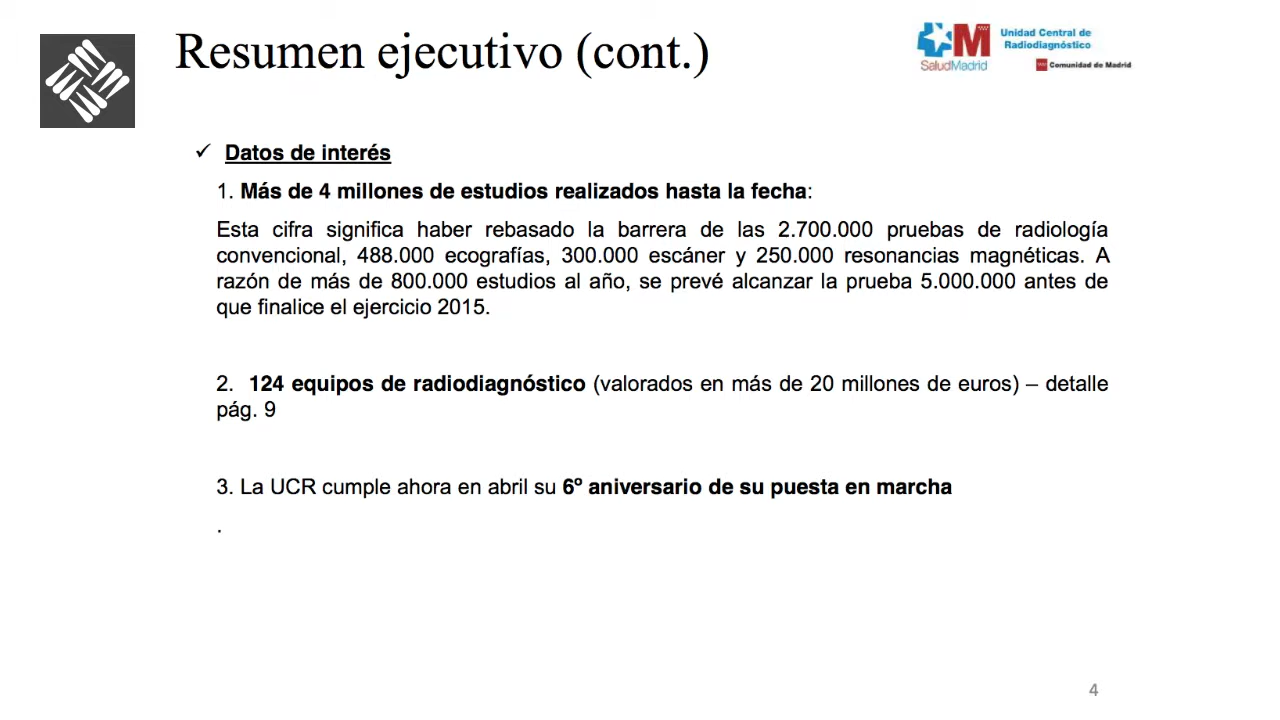 Resumen ejecutivo (cont.)
SaludMadrid
Unidad Central de
Radiodiagnóstico
Comunidad de Madrid
✓ Datos de interés
1. Más de 4 millones de estudios realizados hasta la fecha:
Esta cifra significa haber rebasado la barrera de las 2.700.000 pruebas de radiología
convencional, 488.000 ecografías, 300.000 escáner y 250.000 resonancias magnéticas. A
razón de más de 800.000 estudios al año, se prevé alcanzar la prueba 5.000.000 antes de
que finalice el ejercicio 2015.
2. 124 equipos de radiodiagnóstico (valorados en más de 20 millones de euros) – detalle
pág. 9
3. La UCR cumple ahora en abril su 6º aniversario de su puesta en marcha
.
4